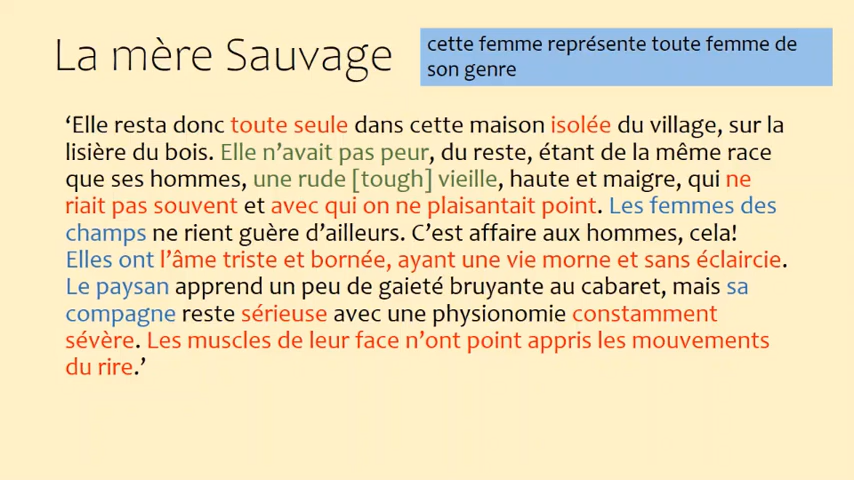 La mère Sauvage
cette femme représente toute femme de
son genre
‘Elle resta donc toute seule dans cette maison isolée du village, sur la
lisière du bois. Elle n’avait pas peur, du reste, étant de la même race
que ses hommes, une rude [tough] vieille, haute et maigre, qui ne
riait pas souvent et avec qui on ne plaisantait point. Les femmes des
champs ne rient guère d’ailleurs. C’est affaire aux hommes, cela!
Elles ont l’âme triste et bornée, ayant une vie morne et sans éclaircie.
Le paysan apprend un peu de gaieté bruyante au cabaret, mais sa
compagne reste sérieuse avec une physionomie constamment
sévère. Les muscles de leur face n’ont point appris les mouvements
du rire.’